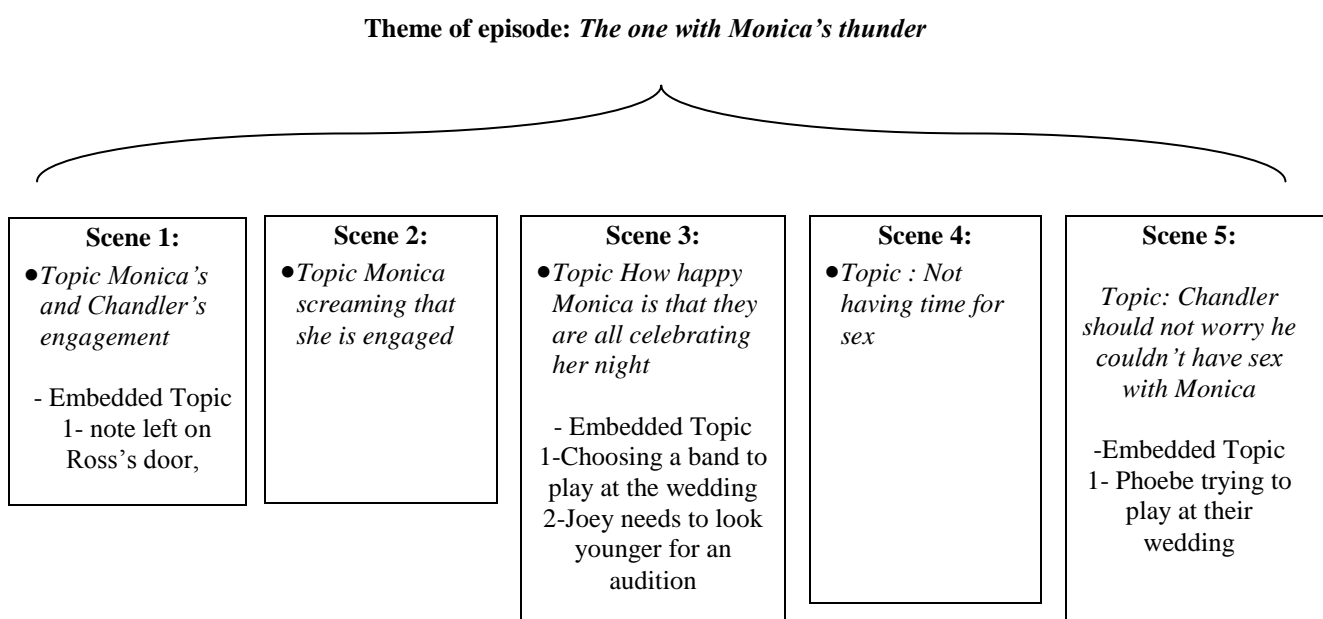 Theme of episode: The one with Monica’s thunder
Scene 1:
●Topic Monica’s
and Chandler’s
engagement
- Embedded Topic
1- note left on
Ross’s door,
Scene 2:
●Topic Monica
screaming that
she is engaged
Scene 3:
●Topic How happy
Monica is that they
are all celebrating
her night
- Embedded Topic
1-Choosing a band to
play at the wedding
2-Joey needs to look
younger for an
audition
Scene 4:
●Topic : Not
having time for
sex
Scene 5:
Topic: Chandler
should not worry he
couldn’t have sex
with Monica
-Embedded Topic
1- Phoebe trying to
play at their
wedding